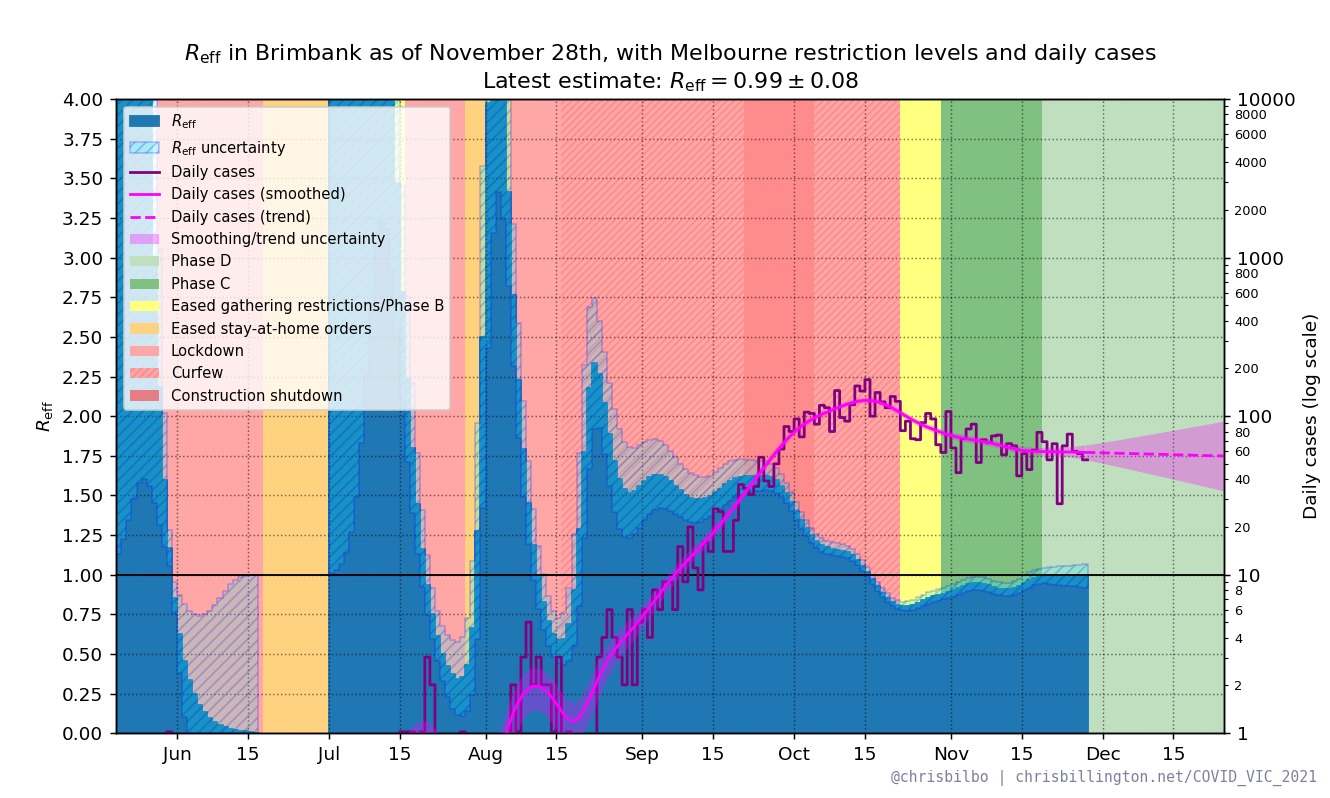 R_eff in Brimbank as of November 28th, with Melbourne restriction levels and daily cases
Latest estimate: R_eff = 0.99 ± 0.08
R_eff
4.00
3.75
3.50
3.25
3.00
2.75
2.50
2.25
2.00
1.75
1.50
1.25
1.00
0.75
0.50
0.25
0.00
R_eff
R_eff uncertainty
Daily cases
Daily cases (smoothed)
Daily cases (trend)
Smoothing/trend uncertainty
Phase D
Phase C
Eased gathering restrictions/Phase B
Eased stay-at-home orders
Lockdown
Curfew
Construction shutdown
10000
8000
6000
4000
2000
1000
800
600
400
200
100
80
60
40
20
10
8
6
4
2
1
Daily cases (log scale)
Jun 15 Jul 15 Aug 15 Sep 15 Oct 15 Nov 15 Dec 15
@chrisbilbo | chrisbillington.net/COVID_VIC_2021